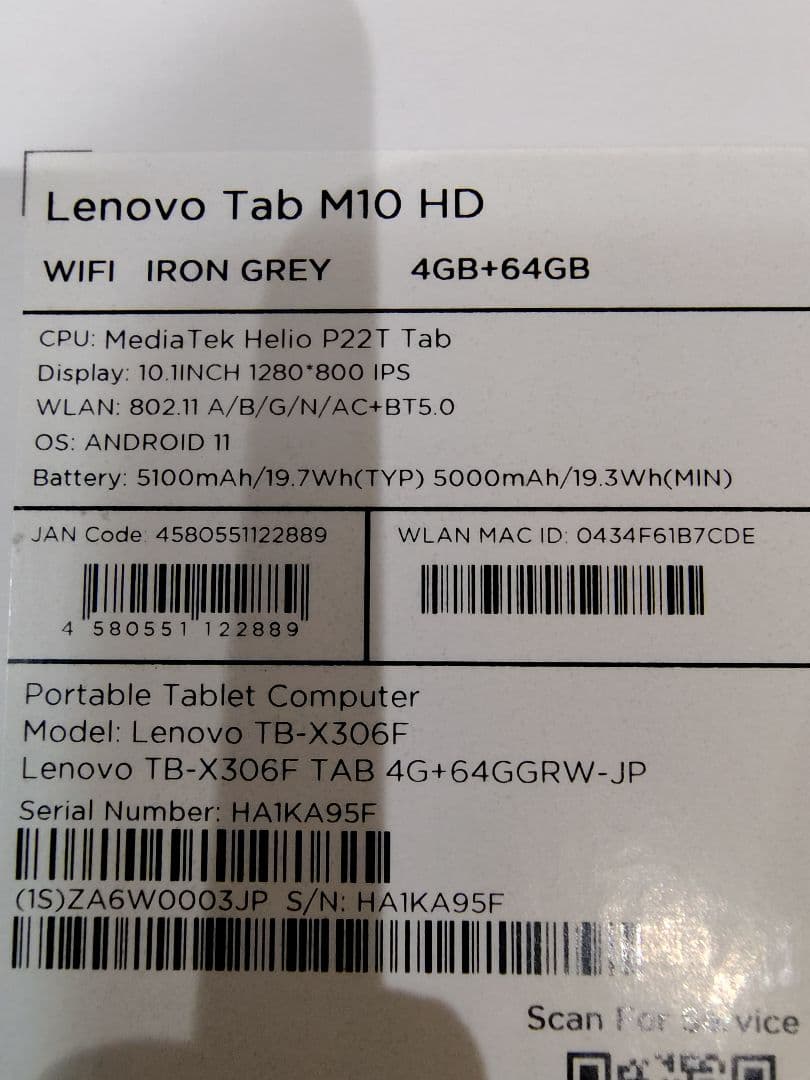 Lenovo Tab M10 HD
WIFI IRON GREY 4GB+64GB
CPU: MediaTek Helio P22T Tab
Display: 10.1INCH 1280*800 IPS
WLAN: 802.11 A/B/G/N/AC+BT5.0
OS: ANDROID 11
Battery: 5100mAh/19.7Wh(TYP) 5000mAh/19.3Wh(MIN)
JAN Code: 4580551122889
4 580551 122889
WLAN MAC ID: 0434F61B7CDE
Portable Tablet Computer
Model: Lenovo TB-X306F
Lenovo TB-X306F TAB 4G+64GGRW-JP
Serial Number: HA1KA95F
(1S)ZA6W0003JP S/N: HA1KA95F
Scan For Service